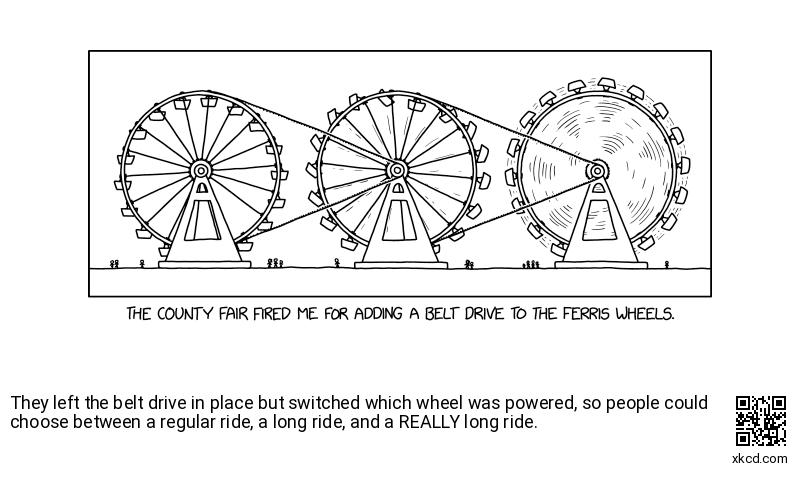 THE COUNTY FAIR FIRED ME FOR ADDING A BELT DRIVE TO THE FERRIS WHEELS.
They left the belt drive in place but switched which wheel was powered, so people could
choose between a regular ride, a long ride, and a REALLY long ride.
xkcd.com